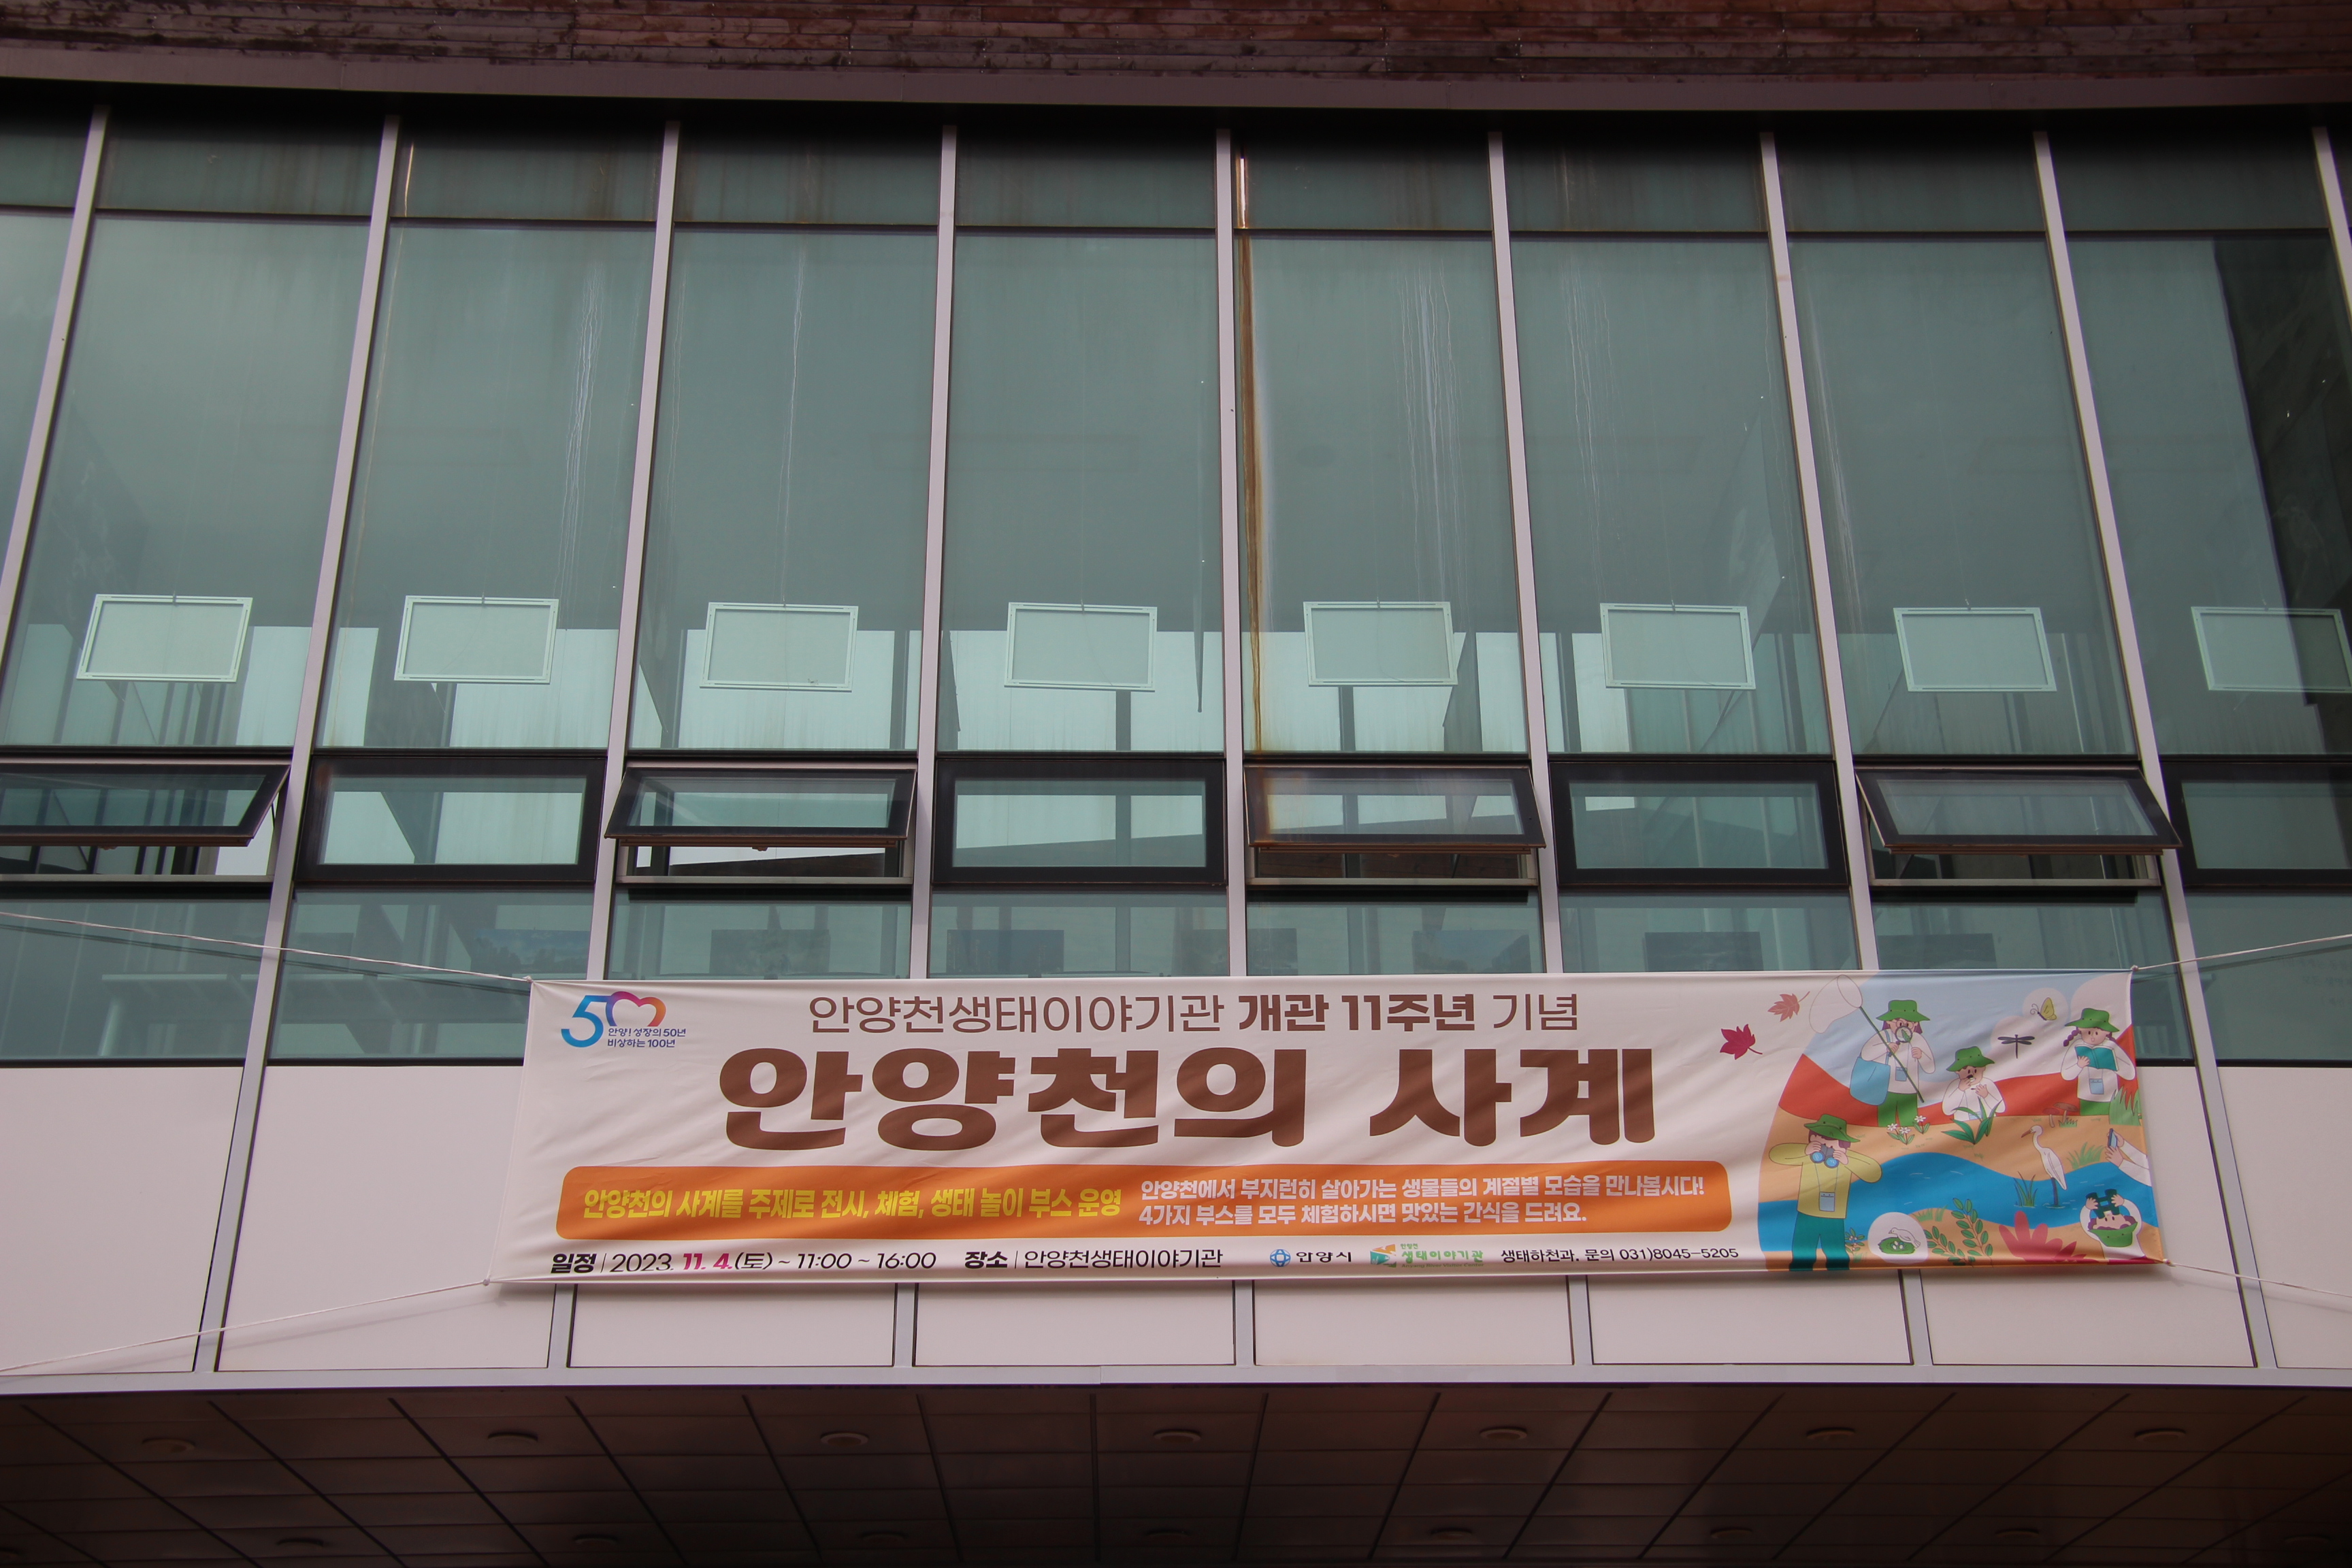 50
안양! 성장의 50년
비상하는 100년
안양천생태이야기관 개관 11주년 기념
안양천의 사계
안양천의 사계를 주제로 전시, 체험, 생태 놀이 부스 운영
안양천에서 부지런히 살아가는 생물들의 계절별 모습을 만나봅시다!
4가지 부스를 모두 체험하시면 맛있는 간식을 드려요.
일정 | 2023. 11. 4.(토) ~ 11:00 ~ 16:00 장소 | 안양천생태이야기관 안양시 안양천 생태이야기관 생태하천과, 문의 031)8045-5205